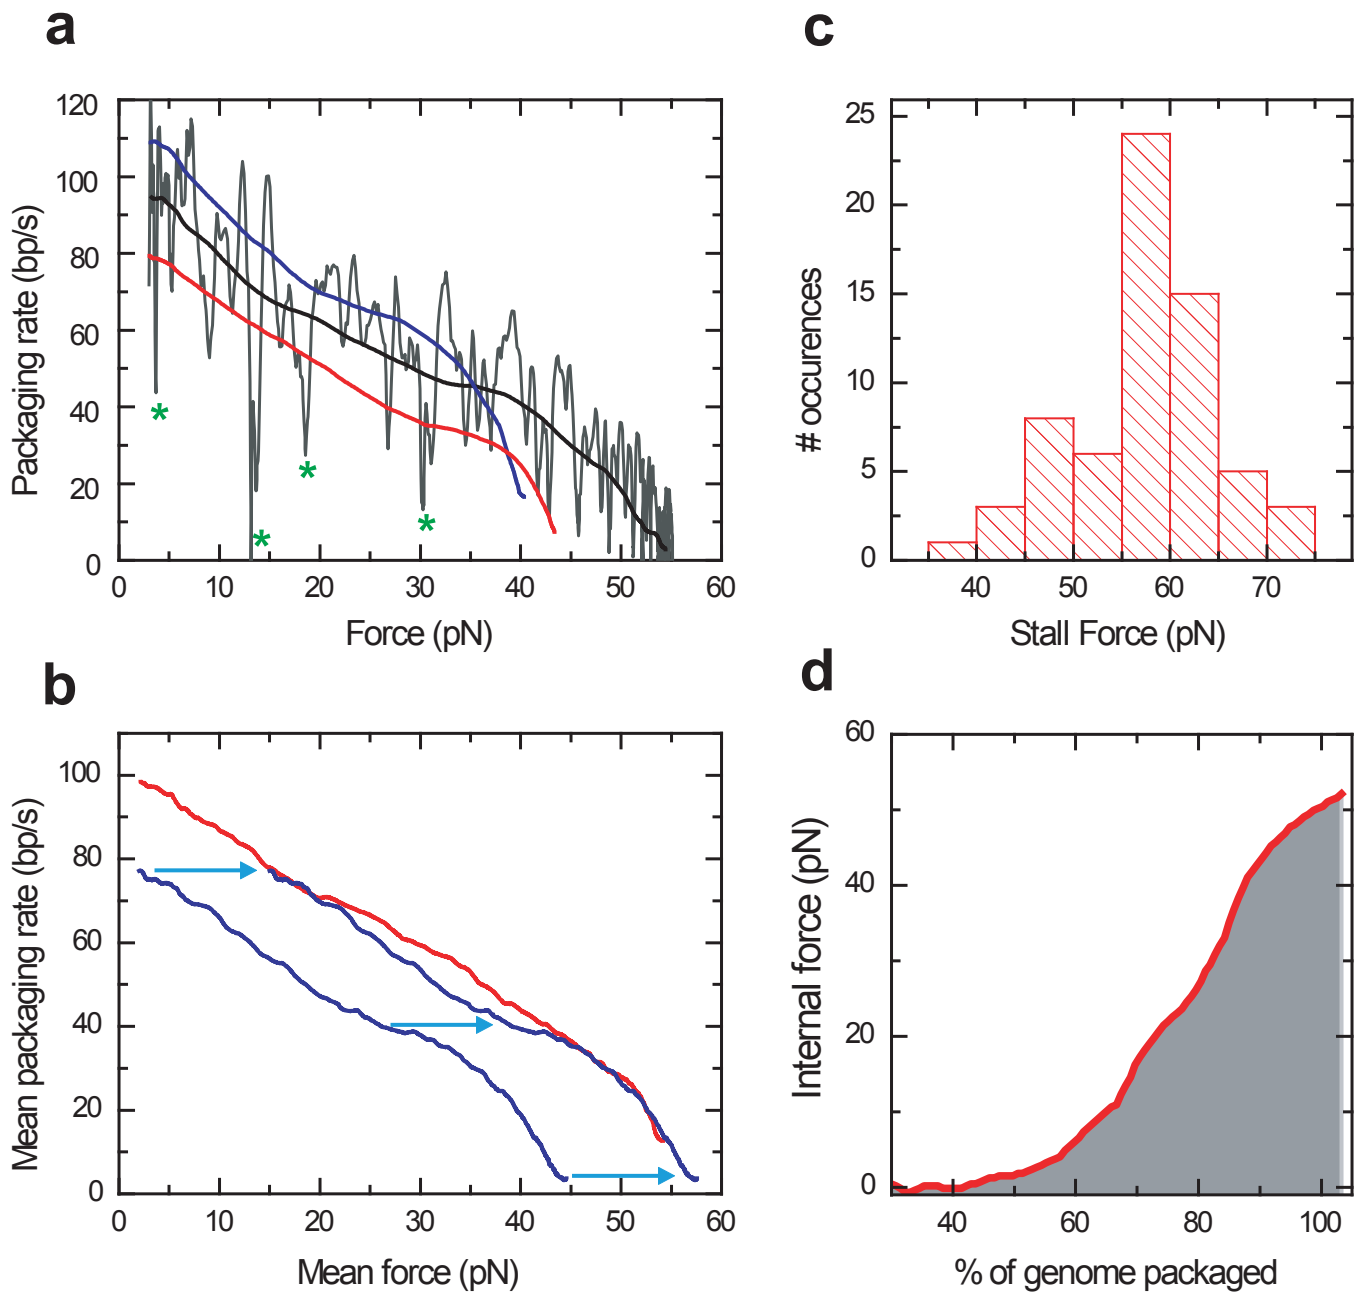 a
120
100
80
60
40
20
0
Packaging rate (bp/s)
*
*
*
*
0 10 20 30 40 50 60
Force (pN)
c
25
20
15
10
5
0
# occurences
40 50 60 70
Stall Force (pN)
b
100
80
60
40
20
0
Mean packaging rate (bp/s)
0 10 20 30 40 50 60
Mean force (pN)
d
60
40
20
0
Internal force (pN)
40 60 80 100
% of genome packaged